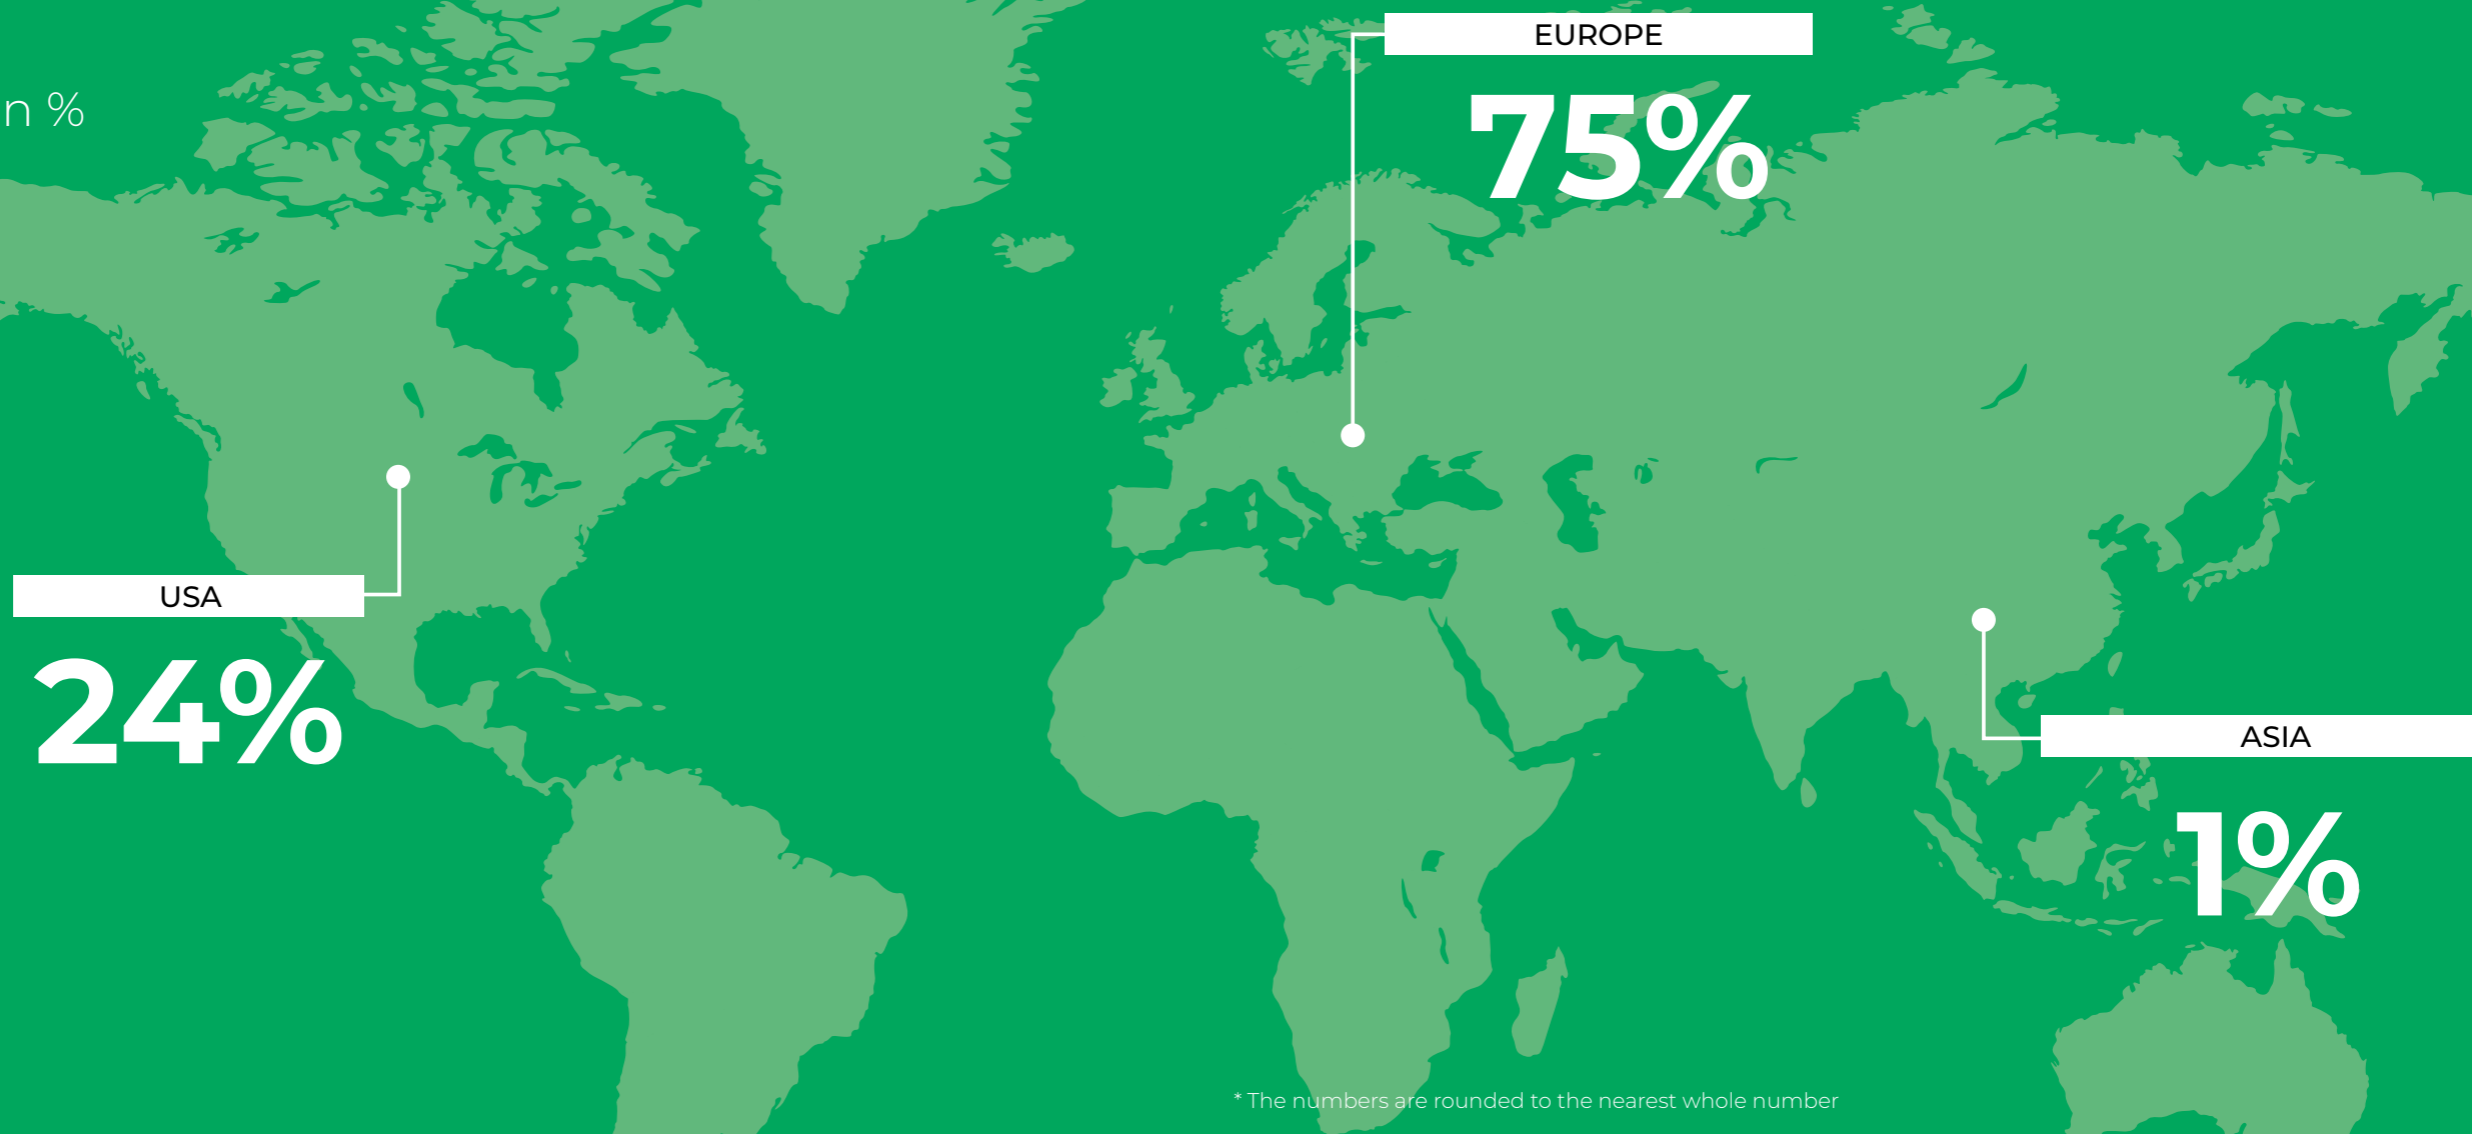 n %
EUROPE
75%
USA
24%
ASIA
1%
* The numbers are rounded to the nearest whole number